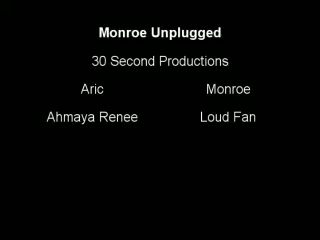 Monroe Unplugged
30 Second Productions
Aric Monroe
Ahmaya Renee Loud Fan